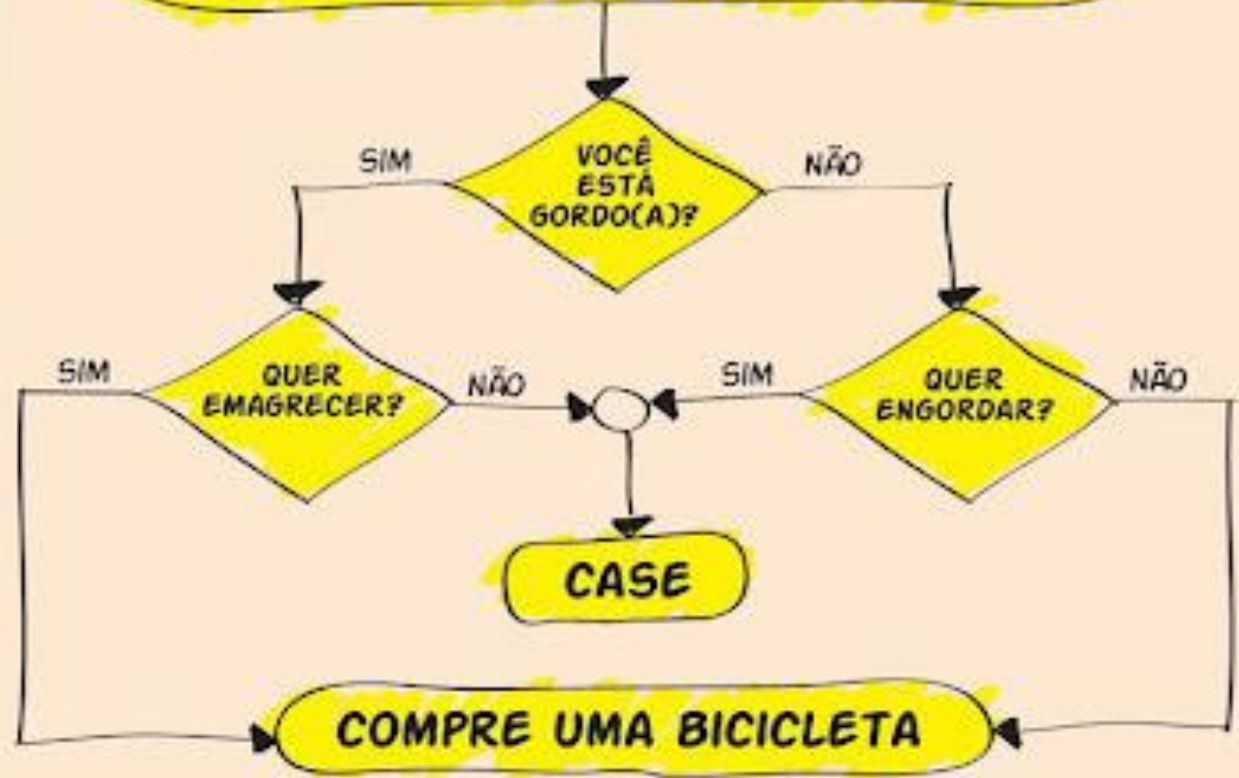 SIM
VOCÊ
ESTÁ
GORDO(A)?
NÃO
SIM
QUER
EMAGRECER?
NÃO
SIM
QUER
ENGORDAR?
NÃO
CASE
COMPRE UMA BICICLETA